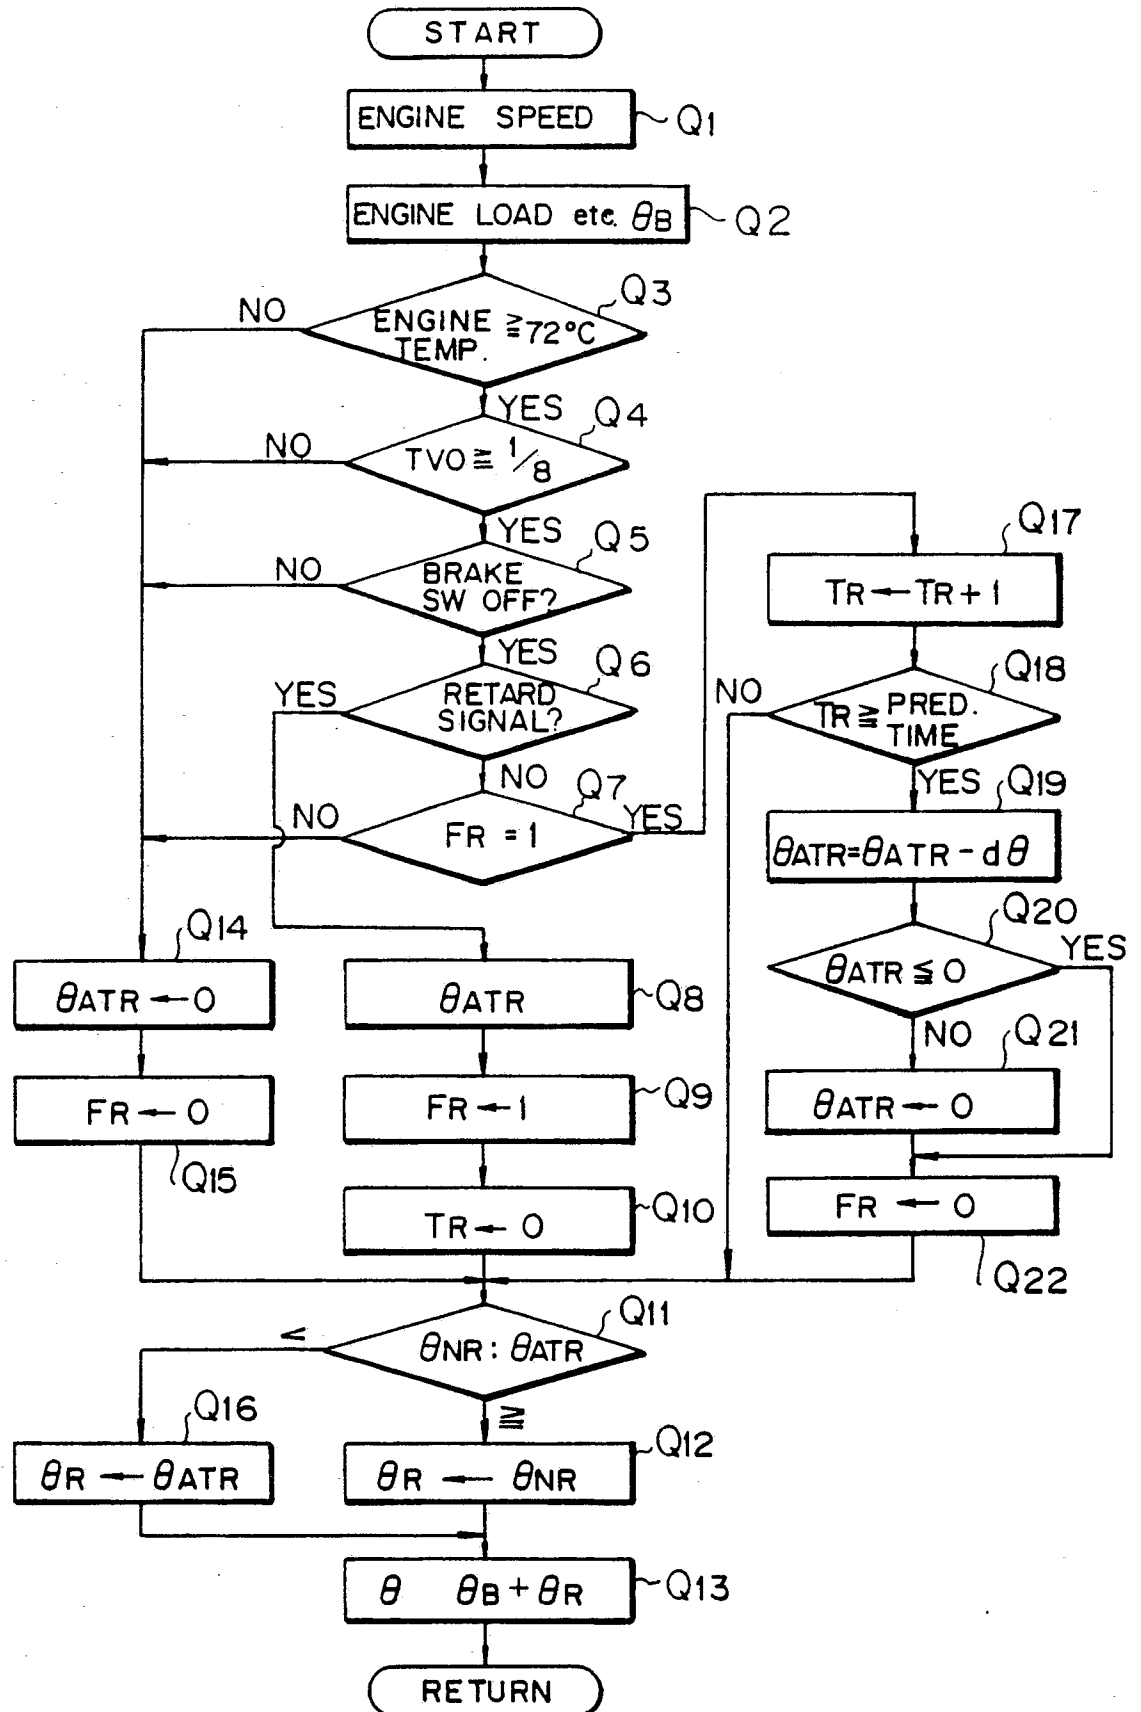 START
ENGINE SPEED
Q1
ENGINE LOAD etc. θB
Q2
ENGINE TEMP. ≧ 72°C
Q3
NO
YES
TVO ≧ 1/8
Q4
NO
YES
BRAKE
SW OFF?
Q5
NO
YES
RETARD
SIGNAL?
Q6
YES
NO
FR = 1
Q7
NO
YES
Q17
TR ← TR + 1
Q18
TR ≧ PRED. TIME
NO
YES
Q19
θATR = θATR - dθ
Q20
θATR ≦ 0
YES
NO
Q21
θATR ← 0
FR ← 0
Q22
Q14
θATR ← 0
FR ← 0
Q15
θATR
Q8
FR ← 1
Q9
TR ← 0
Q10
Q11
θNR : θATR
<
≧
Q16
θR ← θATR
Q12
θR ← θNR
θ θB + θR
Q13
RETURN